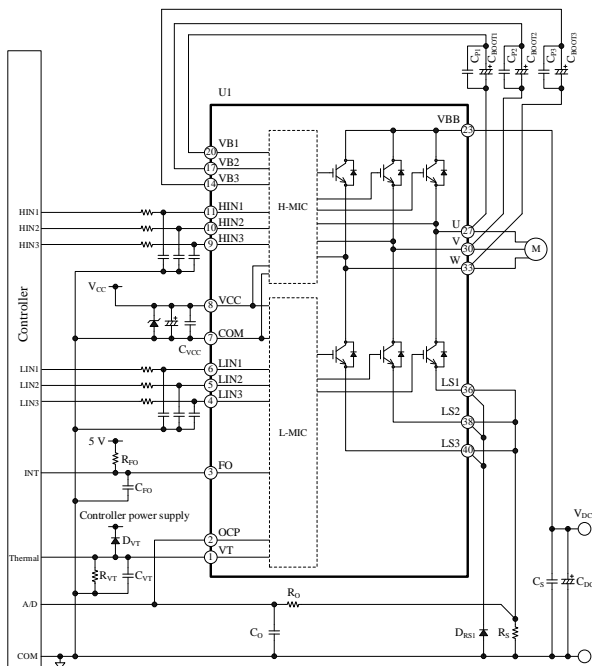 CP1
CBOOT1
CP2
CBOOT2
CP3
CBOOT3
U1
VBB
23
20
VB1
17
VB2
14
VB3
H-MIC
HIN1
11
HIN1
HIN2
10
HIN2
HIN3
9
HIN3
U
27
V
30
W
33
M
VCC
8
VCC
7
COM
CVCC
Controller
LIN1
6
LIN1
LIN2
5
LIN2
LIN3
4
LIN3
L-MIC
LS1
36
LS2
38
LS3
40
5 V
RFO
INT
3
FO
CFO
Controller power supply
DVT
2
OCP
Thermal
1
VT
RVT
CVT
VDC
CS
CDC
A/D
RO
CO
DRS1
RS
COM